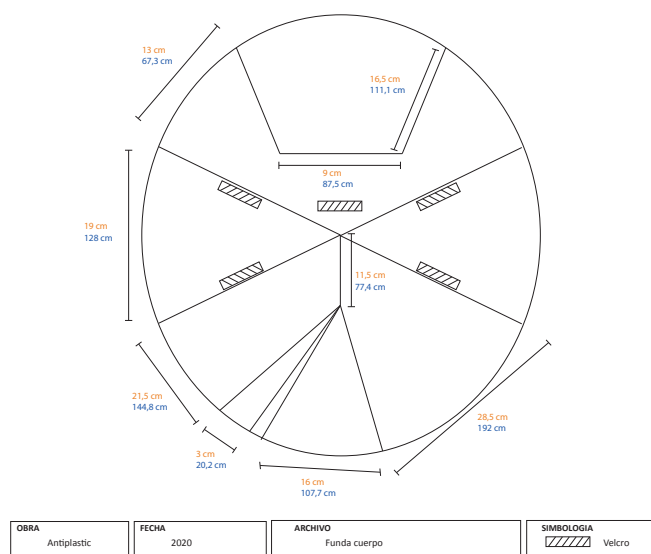 13 cm
67,3 cm
16,5 cm
111,1 cm
9 cm
87,5 cm
19 cm
128 cm
11,5 cm
77,4 cm
21,5 cm
144,8 cm
28,5 cm
192 cm
3 cm
20,2 cm
16 cm
107,7 cm
OBRA
Antiplastic
FECHA
2020
ARCHIVO
Funda cuerpo
SIMBOLOGIA
Velcro